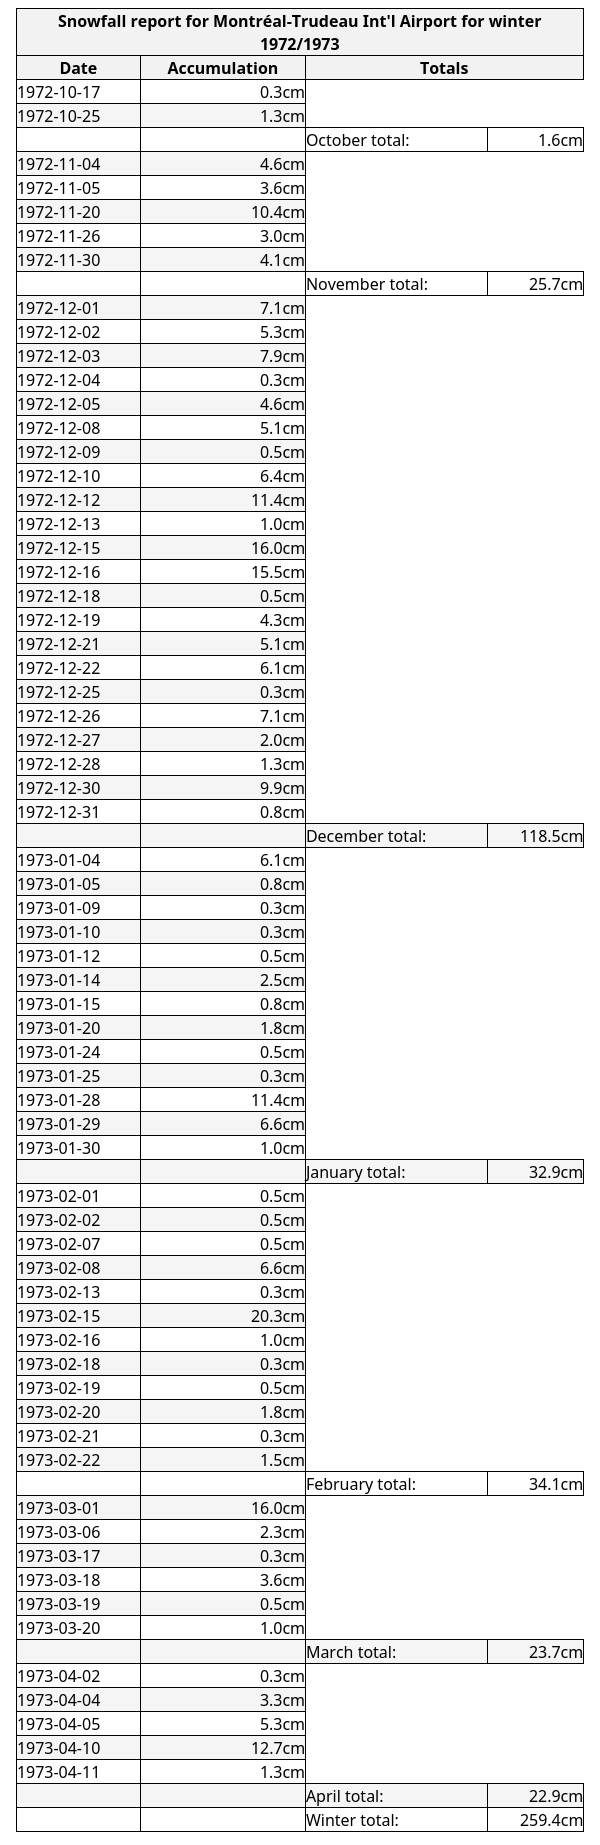 Snowfall report for Montréal-Trudeau Int'l Airport for winter
1972/1973
Date Accumulation Totals
1972-10-17 0.3cm
1972-10-25 1.3cm
October total: 1.6cm
1972-11-04 4.6cm
1972-11-05 3.6cm
1972-11-20 10.4cm
1972-11-26 3.0cm
1972-11-30 4.1cm
November total: 25.7cm
1972-12-01 7.1cm
1972-12-02 5.3cm
1972-12-03 7.9cm
1972-12-04 0.3cm
1972-12-05 4.6cm
1972-12-08 5.1cm
1972-12-09 0.5cm
1972-12-10 6.4cm
1972-12-12 11.4cm
1972-12-13 1.0cm
1972-12-15 16.0cm
1972-12-16 15.5cm
1972-12-18 0.5cm
1972-12-19 4.3cm
1972-12-21 5.1cm
1972-12-22 6.1cm
1972-12-25 0.3cm
1972-12-26 7.1cm
1972-12-27 2.0cm
1972-12-28 1.3cm
1972-12-30 9.9cm
1972-12-31 0.8cm
December total: 118.5cm
1973-01-04 6.1cm
1973-01-05 0.8cm
1973-01-09 0.3cm
1973-01-10 0.3cm
1973-01-12 0.5cm
1973-01-14 2.5cm
1973-01-15 0.8cm
1973-01-20 1.8cm
1973-01-24 0.5cm
1973-01-25 0.3cm
1973-01-28 11.4cm
1973-01-29 6.6cm
1973-01-30 1.0cm
January total: 32.9cm
1973-02-01 0.5cm
1973-02-02 0.5cm
1973-02-07 0.5cm
1973-02-08 6.6cm
1973-02-13 0.3cm
1973-02-15 20.3cm
1973-02-16 1.0cm
1973-02-18 0.3cm
1973-02-19 0.5cm
1973-02-20 1.8cm
1973-02-21 0.3cm
1973-02-22 1.5cm
February total: 34.1cm
1973-03-01 16.0cm
1973-03-06 2.3cm
1973-03-17 0.3cm
1973-03-18 3.6cm
1973-03-19 0.5cm
1973-03-20 1.0cm
March total: 23.7cm
1973-04-02 0.3cm
1973-04-04 3.3cm
1973-04-05 5.3cm
1973-04-10 12.7cm
1973-04-11 1.3cm
April total: 22.9cm
Winter total: 259.4cm